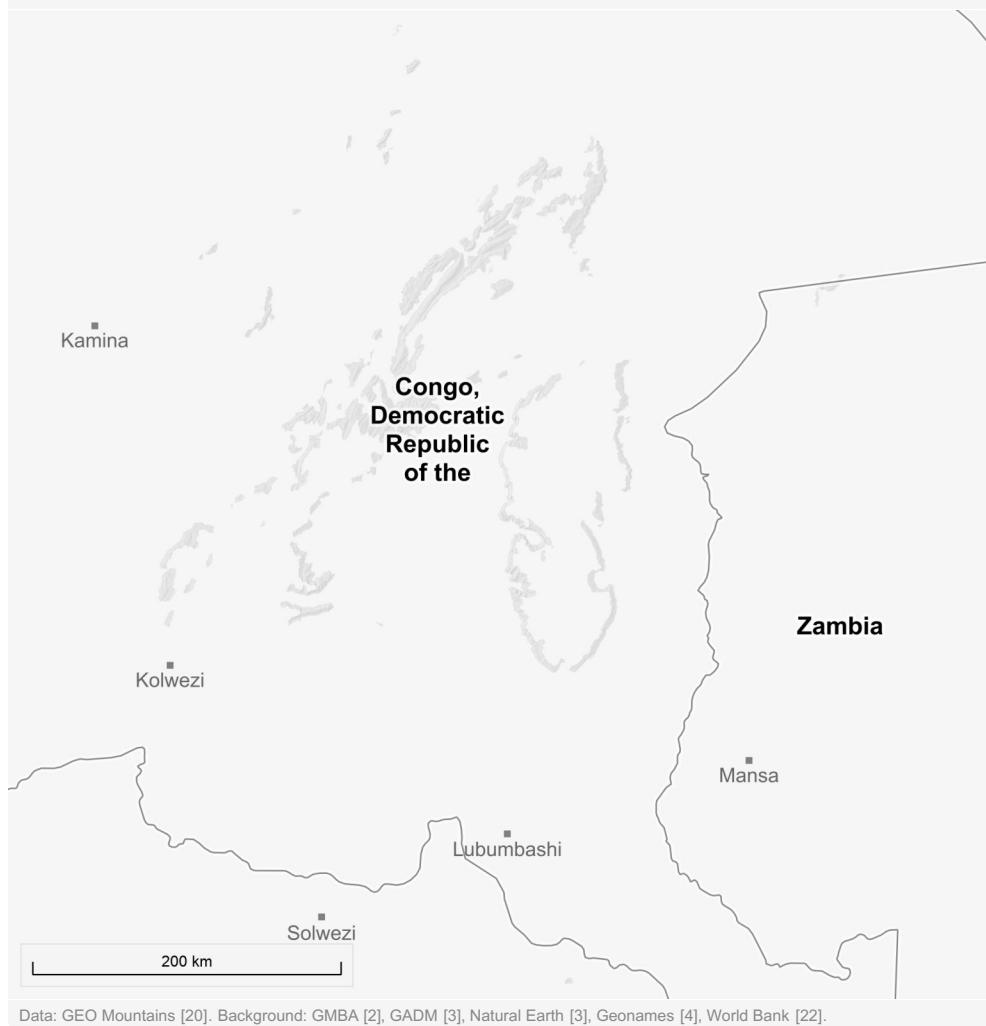 Kamina
Congo,
Democratic
Republic
of the
Zambia
Kolwezi
Mansa
Lubumbashi
Solwezi
200 km
Data: GEO Mountains [20]. Background: GMBA [2], GADM [3], Natural Earth [3], Geonames [4], World Bank [22].